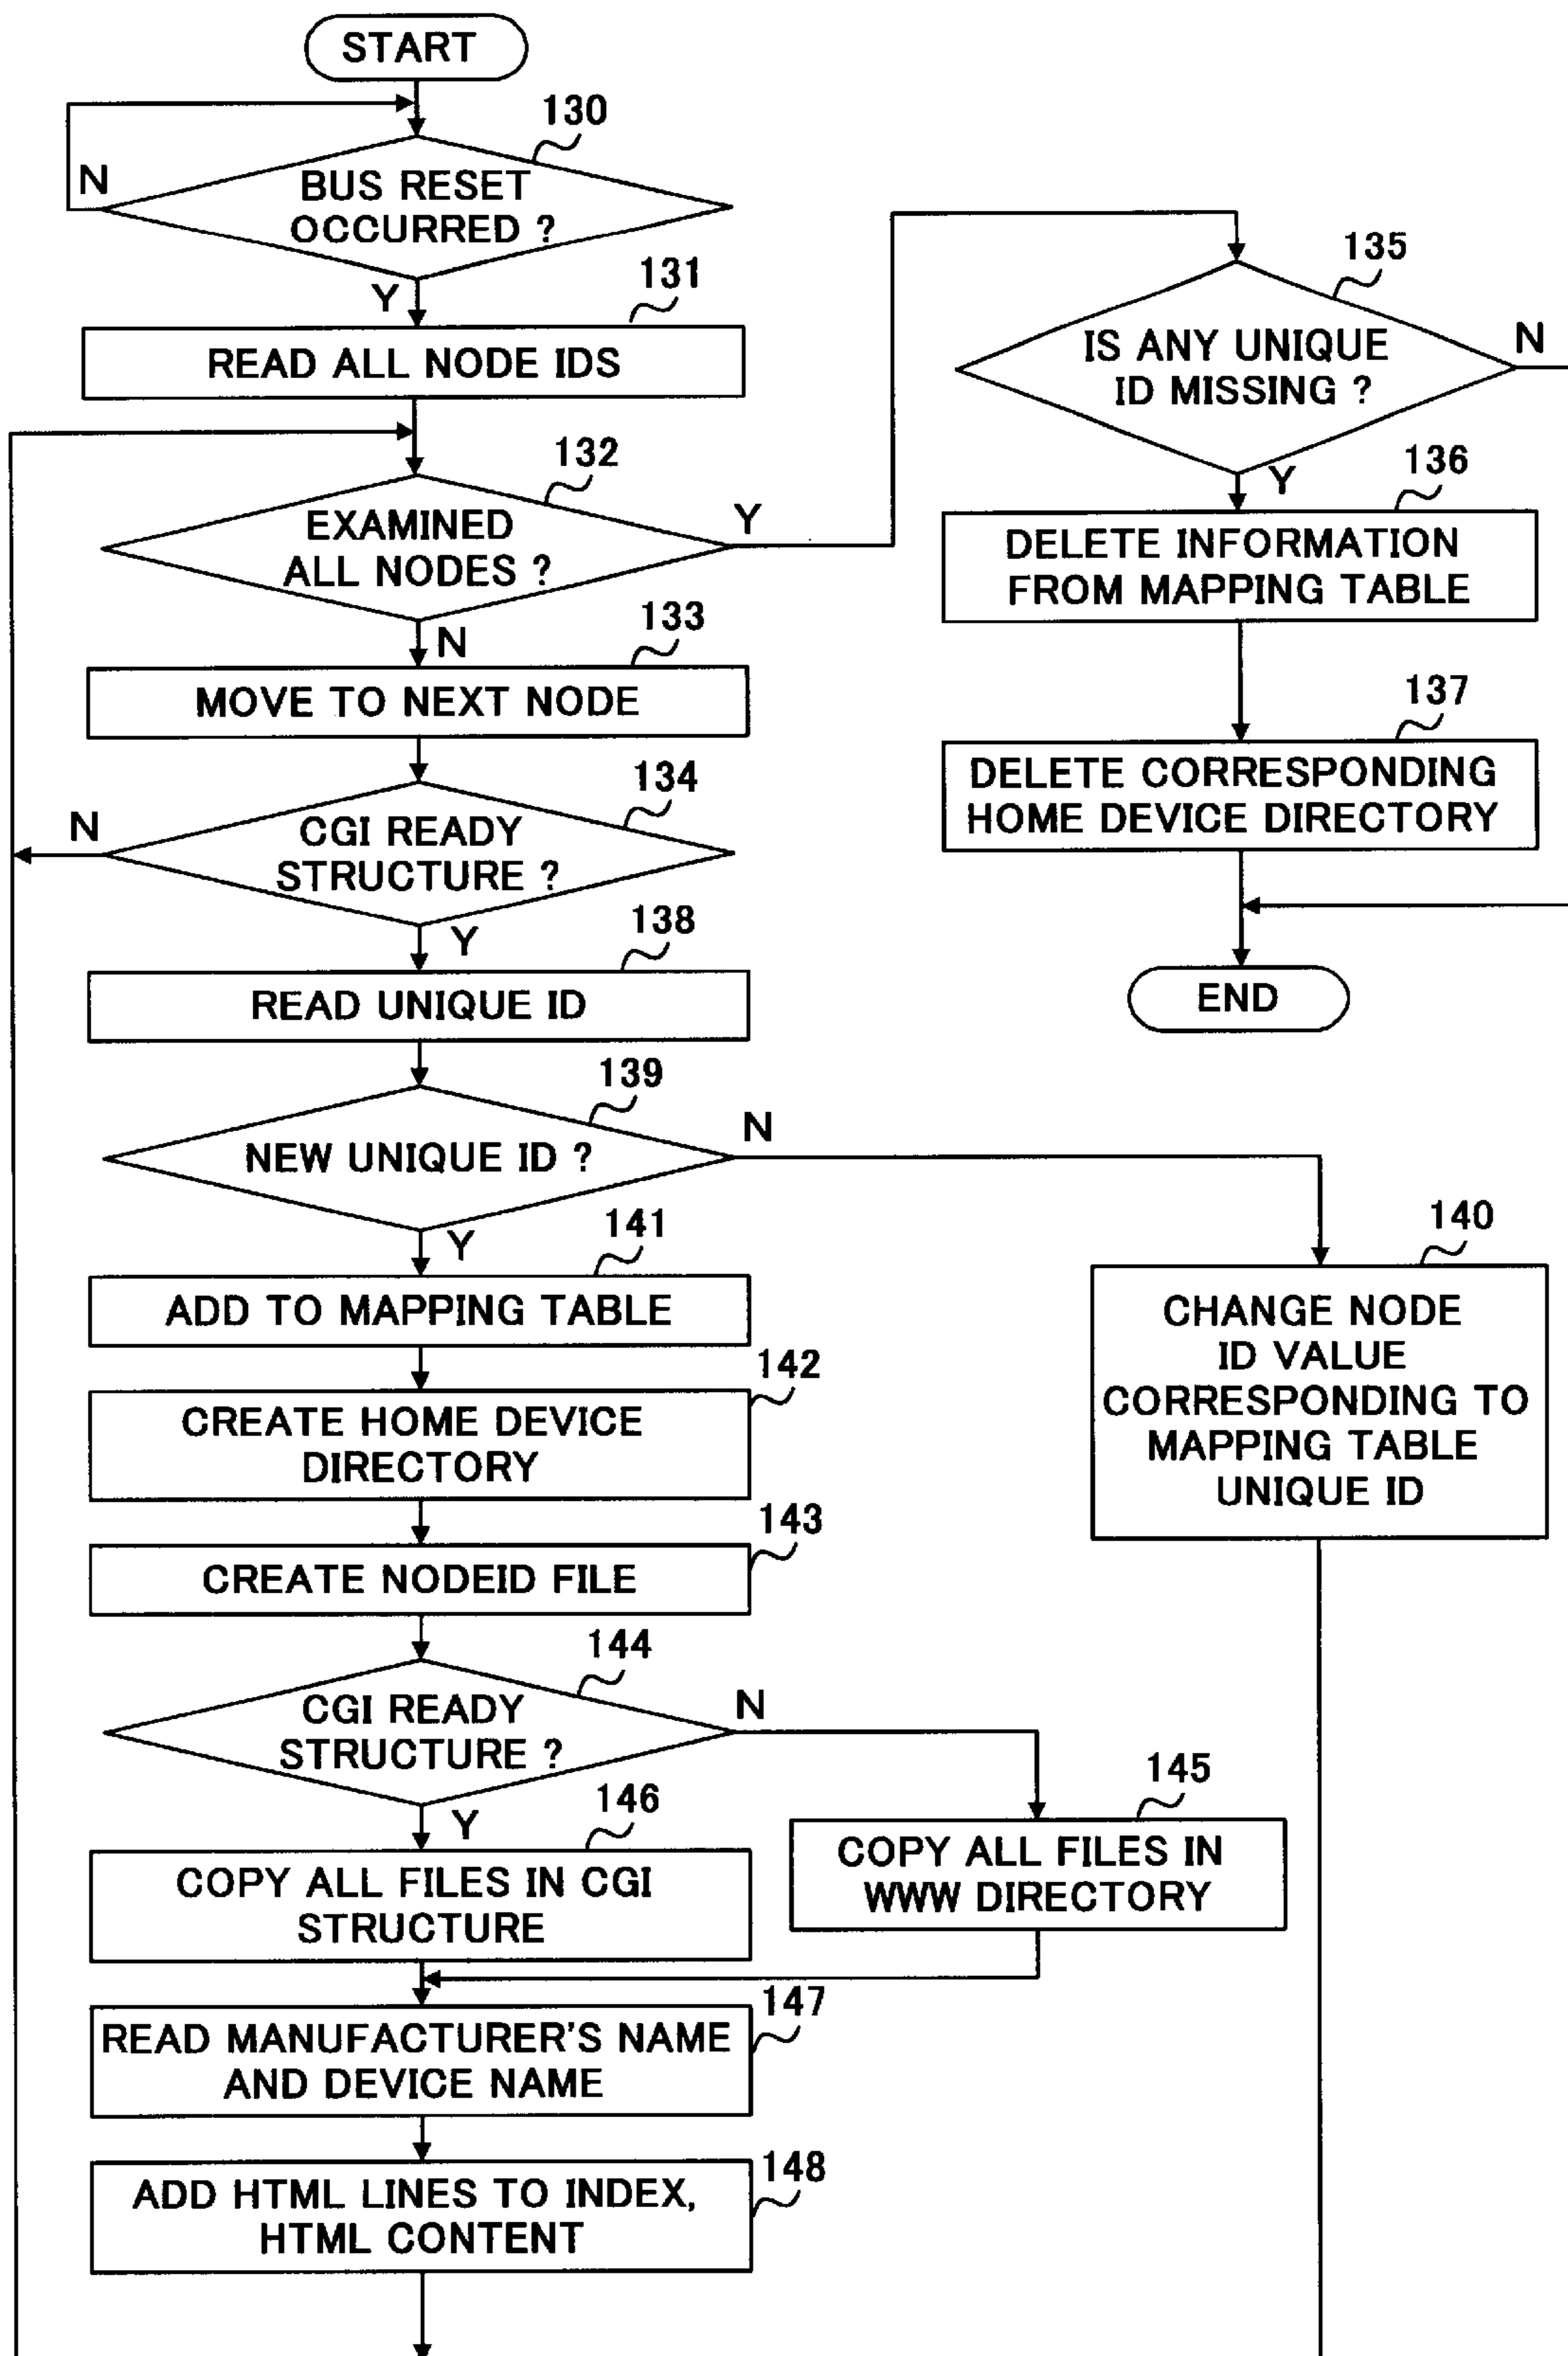 START
130
BUS RESET
OCCURRED ?
N
Y
131
READ ALL NODE IDS
132
EXAMINED
ALL NODES ?
Y
N
133
MOVE TO NEXT NODE
134
CGI READY
STRUCTURE ?
N
Y
135
IS ANY UNIQUE
ID MISSING ?
N
Y
136
DELETE INFORMATION
FROM MAPPING TABLE
137
DELETE CORRESPONDING
HOME DEVICE DIRECTORY
END
138
READ UNIQUE ID
139
NEW UNIQUE ID ?
N
Y
140
CHANGE NODE
ID VALUE
CORRESPONDING TO
MAPPING TABLE
UNIQUE ID
141
ADD TO MAPPING TABLE
142
CREATE HOME DEVICE
DIRECTORY
143
CREATE NODEID FILE
144
CGI READY
STRUCTURE ?
N
Y
145
COPY ALL FILES IN
WWW DIRECTORY
146
COPY ALL FILES IN CGI
STRUCTURE
147
READ MANUFACTURER'S NAME
AND DEVICE NAME
148
ADD HTML LINES TO INDEX,
HTML CONTENT